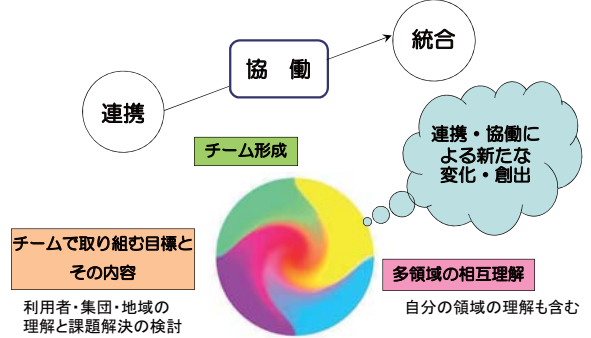 統合
協　働
連携
連携・協働に
よる新たな
変化・創出
チーム形成
チームで取り組む目標と
その内容
利用者・集団・地域の
理解と課題解決の検討
多領域の相互理解
自分の領域の理解も含む